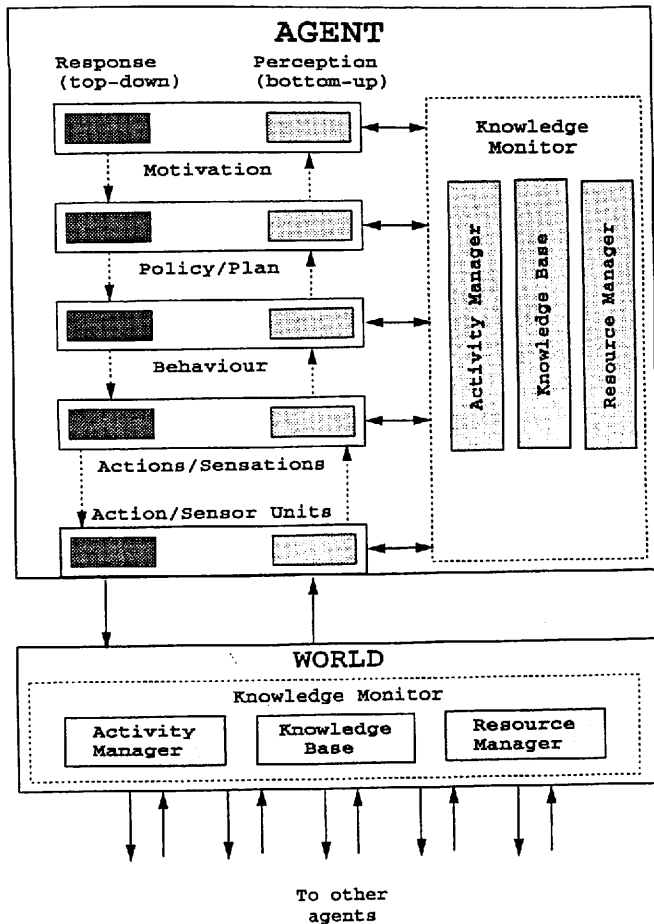 AGENT
Response
(top-down)
Perception
(bottom-up)
Motivation
Policy/Plan
Behaviour
Actions/Sensations
Action/Sensor Units
Knowledge
Monitor
Activity Manager
Knowledge Base
Resource Manager
WORLD
Knowledge Monitor
Activity
Manager
Knowledge
Base
Resource
Manager
To other
agents